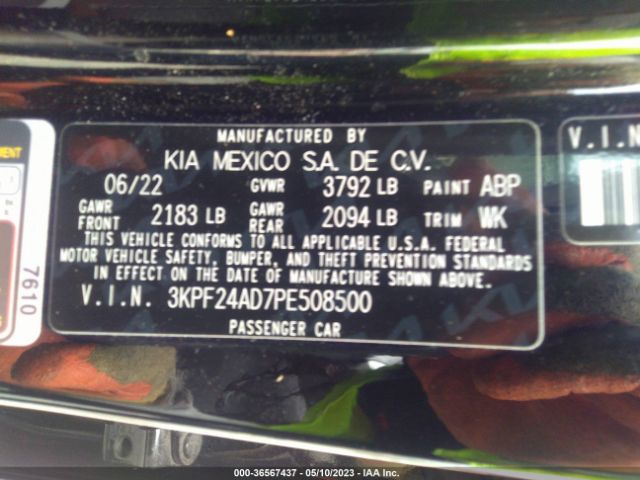 MANUFACTURED BY
KIA MEXICO S.A. DE C.V.
06/22 GVWR 3792 LB PAINT ABP
GAWR FRONT 2183 LB GAWR REAR 2094 LB TRIM WK
THIS VEHICLE CONFORMS TO ALL APPLICABLE U.S.A. FEDERAL
MOTOR VEHICLE SAFETY, BUMPER, AND THEFT PREVENTION STANDARDS
IN EFFECT ON THE DATE OF MANUFACTURE SHOWN ABOVE.
V.I.N. 3KPF24AD7PE508500
PASSENGER CAR
7610
V.I.N
000-36567437 - 05/10/2023 - IAA Inc.